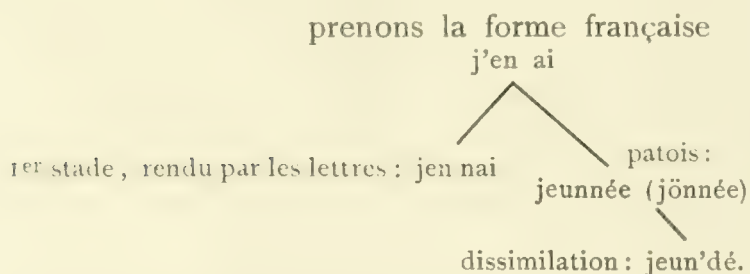 prenons la forme française
j'en ai
1er stade, rendu par les lettres : jen nai
patois :
jeunnée (jönnée)
dissimilation : jeun'dé.